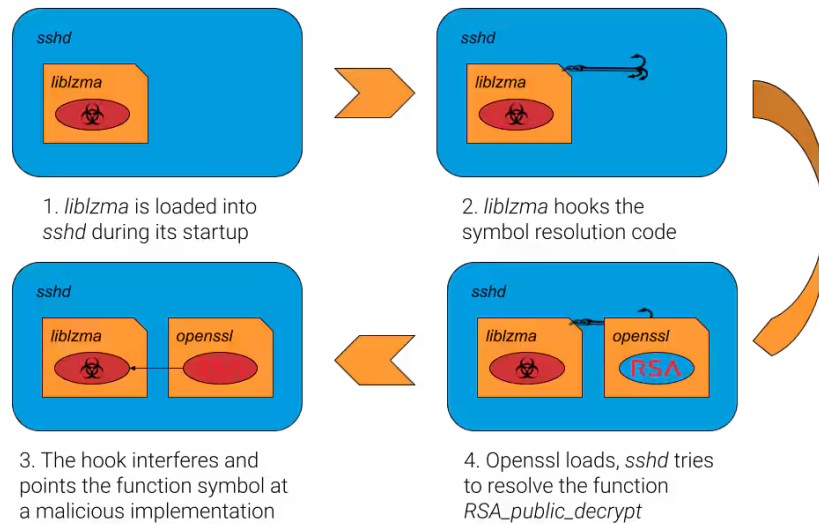 sshd
liblzma
1. liblzma is loaded into
sshd during its startup
sshd
liblzma
2. liblzma hooks the
symbol resolution code
sshd
liblzma
openssl
3. The hook interferes and
points the function symbol at
a malicious implementation
sshd
liblzma
openssl
RSA
4. Openssl loads, sshd tries
to resolve the function
RSA_public_decrypt